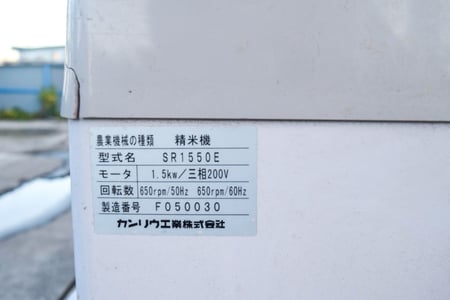 農業機械の種類 精米機
型式名 SR1550E
モータ 1.5kw/三相200V
回転数 650rpm/50Hz 650rpm/60Hz
製造番号 F050030
カンリウ工業株式会社